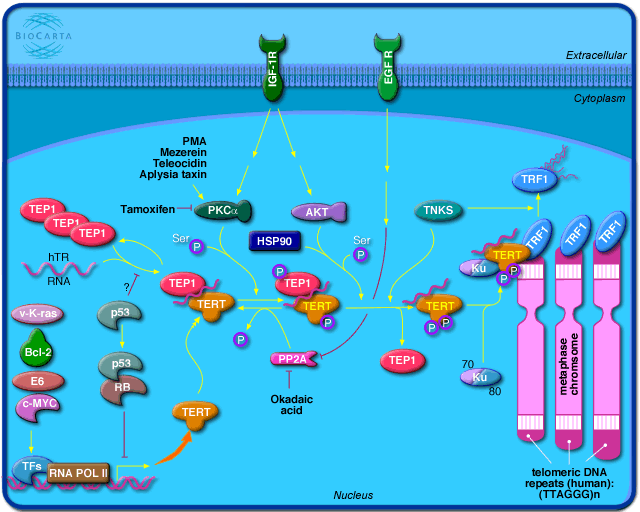 BIOCARTA
IGF-1R
EGF R
Extracellular
Cytoplasm
PMA
Mezerein
Teleocidin
Aplysia taxin
Tamoxifen
PKCα
AKT
TNKS
TRF1
TEP1
TEP1
TEP1
Ser
P
HSP90
Ser
P
hTR
RNA
?
TEP1
TERT
P
TEP1
TERT
P
P
TERT
P
P
Ku
TERT
P
P
TRF1
TRF1
TRF1
v-K-ras
Bcl-2
E6
c-MYC
p53
p53
RB
PP2A
TEP1
Okadaic
acid
70
Ku
80
metaphase
chromsome
TERT
TFs
RNA POL II
telomeric DNA
repeats (human):
(TTAGGG)n
Nucleus